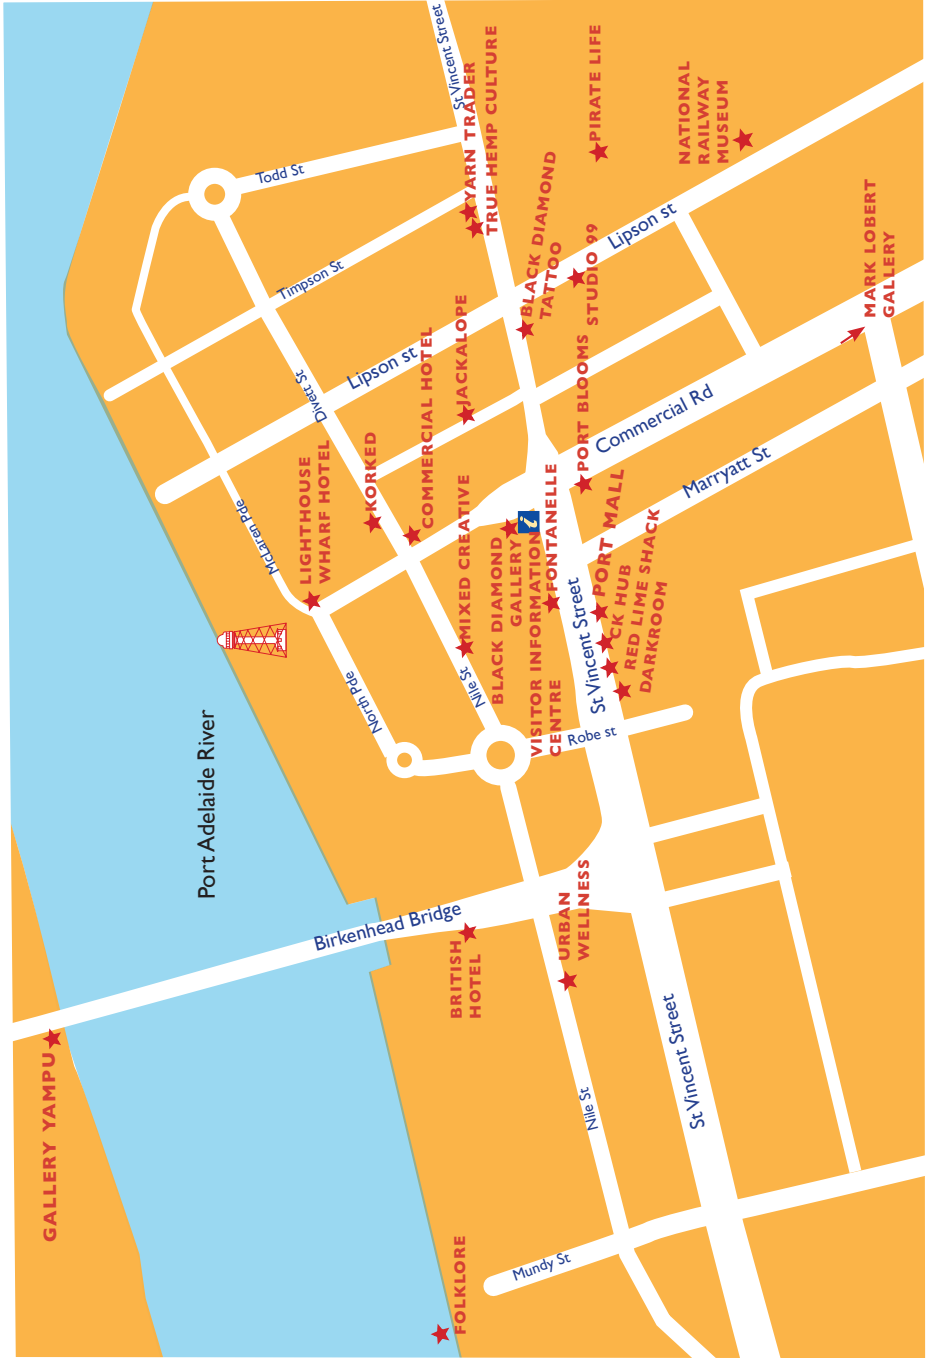 GALLERY YAMPU
FOLKLORE
Port Adelaide River
Birkenhead Bridge
BRITISH
HOTEL
URBAN
WELLNESS
Mundy St
Nile St
St Vincent Street
McLaren Pde
North Pde
LIGHTHOUSE
WHARF HOTEL
KORKED
COMMERCIAL HOTEL
JACKALOPE
MIXED CREATIVE
Nile St
BLACK DIAMOND
GALLERY
VISITOR INFORMATION
CENTRE
i
FONTANELLE
St Vincent Street
Robe st
PORT MALL
CK HUB
RED LIME SHACK
DARKROOM
Todd St
Timpson St
Divett St
Lipson st
St Vincent Street
YARN TRADER
TRUE HEMP CULTURE
BLACK DIAMOND
TATTOO
STUDIO 99
PORT BLOOMS
PIRATE LIFE
NATIONAL
RAILWAY
MUSEUM
Lipson st
Commercial Rd
Marryatt St
MARK LOBERT
GALLERY